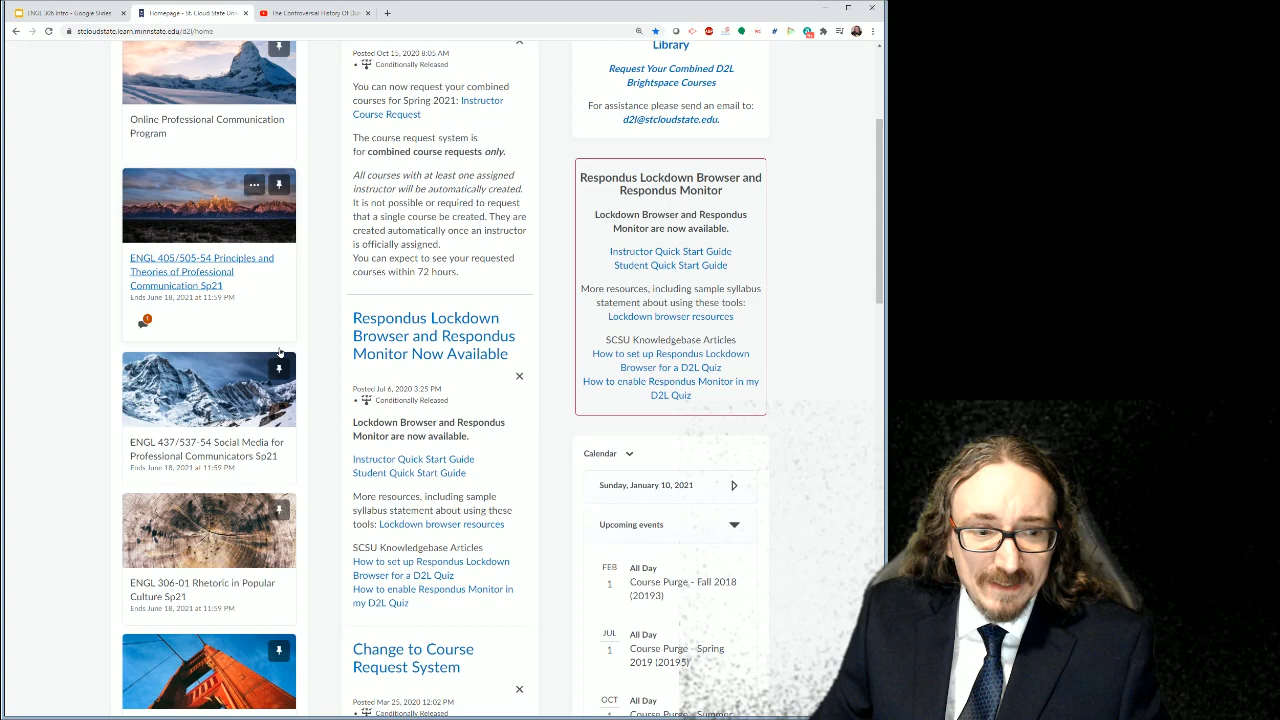 ENGL 306 Intro - Google Slides
Homepage - St. Cloud State Uni
The Controversial History Of Du
stcloudstate.learn.minnstate.edu/d2l/home
Online Professional Communication
Program
ENGL 405/505-54 Principles and
Theories of Professional
Communication Sp21
Ends June 18, 2021 at 11:59 PM
1
ENGL 437/537-54 Social Media for
Professional Communicators Sp21
Ends June 18, 2021 at 11:59 PM
ENGL 306-01 Rhetoric in Popular
Culture Sp21
Ends June 18, 2021 at 11:59 PM
Posted Oct 15, 2020 8:05 AM
• Conditionally Released
You can now request your combined
courses for Spring 2021: Instructor
Course Request
The course request system is
for combined course requests only.
All courses with at least one assigned
instructor will be automatically created.
It is not possible or required to request
that a single course be created. They are
created automatically once an instructor
is officially assigned.
You can expect to see your requested
courses within 72 hours.
Respondus Lockdown
Browser and Respondus
Monitor Now Available
Posted Jul 6, 2020 3:25 PM
• Conditionally Released
Lockdown Browser and Respondus
Monitor are now available.
Instructor Quick Start Guide
Student Quick Start Guide
More resources, including sample
syllabus statement about using these
tools: Lockdown browser resources
SCSU Knowledgebase Articles
How to set up Respondus Lockdown
Browser for a D2L Quiz
How to enable Respondus Monitor in
my D2L Quiz
Change to Course
Request System
Posted Mar 25, 2020 12:02 PM
• Conditionally Released
Library
Request Your Combined D2L
Brightspace Courses
For assistance please send an email to:
d2l@stcloudstate.edu.
Respondus Lockdown Browser and
Respondus Monitor
Lockdown Browser and Respondus
Monitor are now available.
Instructor Quick Start Guide
Student Quick Start Guide
More resources, including sample syllabus
statement about using these tools:
Lockdown browser resources
SCSU Knowledgebase Articles
How to set up Respondus Lockdown
Browser for a D2L Quiz
How to enable Respondus Monitor in my
D2L Quiz
Calendar
Sunday, January 10, 2021
Upcoming events
FEB
1
All Day
Course Purge - Fall 2018
(20193)
JUL
1
All Day
Course Purge - Spring
2019 (20195)
OCT
1
All Day
Course Purge - Summer